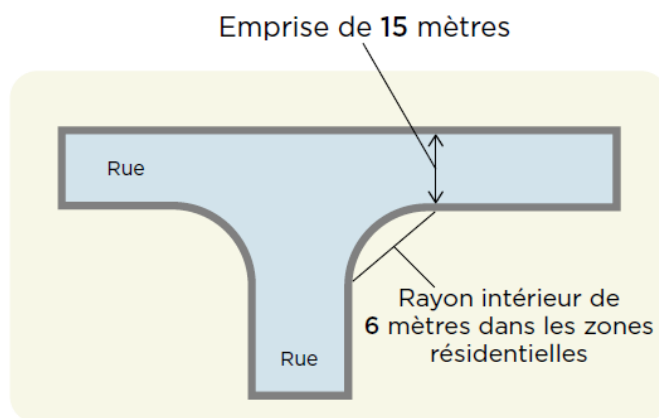 Emprise de 15 mètres
Rue
Rayon intérieur de
6 mètres dans les zones
résidentielles
Rue